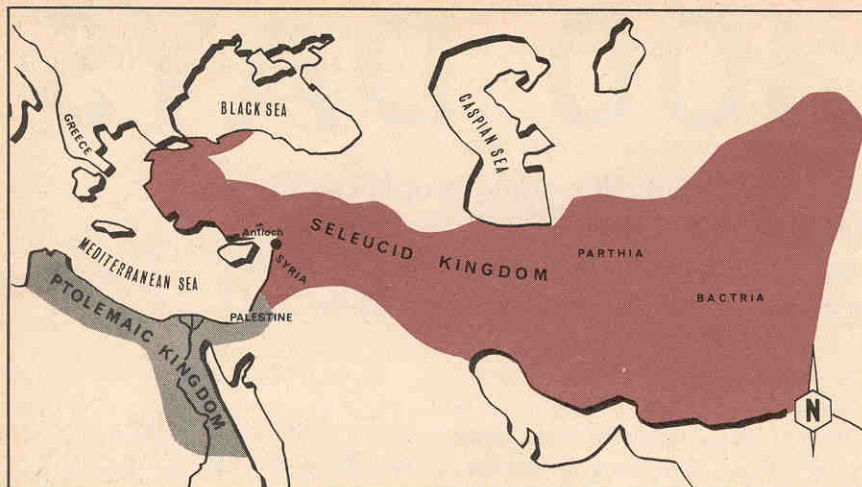 BLACK SEA
CASPIAN SEA
GREECE
Antioch
SYRIA
SELEUCID KINGDOM
PARTHIA
BACTRIA
MEDITERRANEAN SEA
PTOLEMAIC KINGDOM
PALESTINE
N